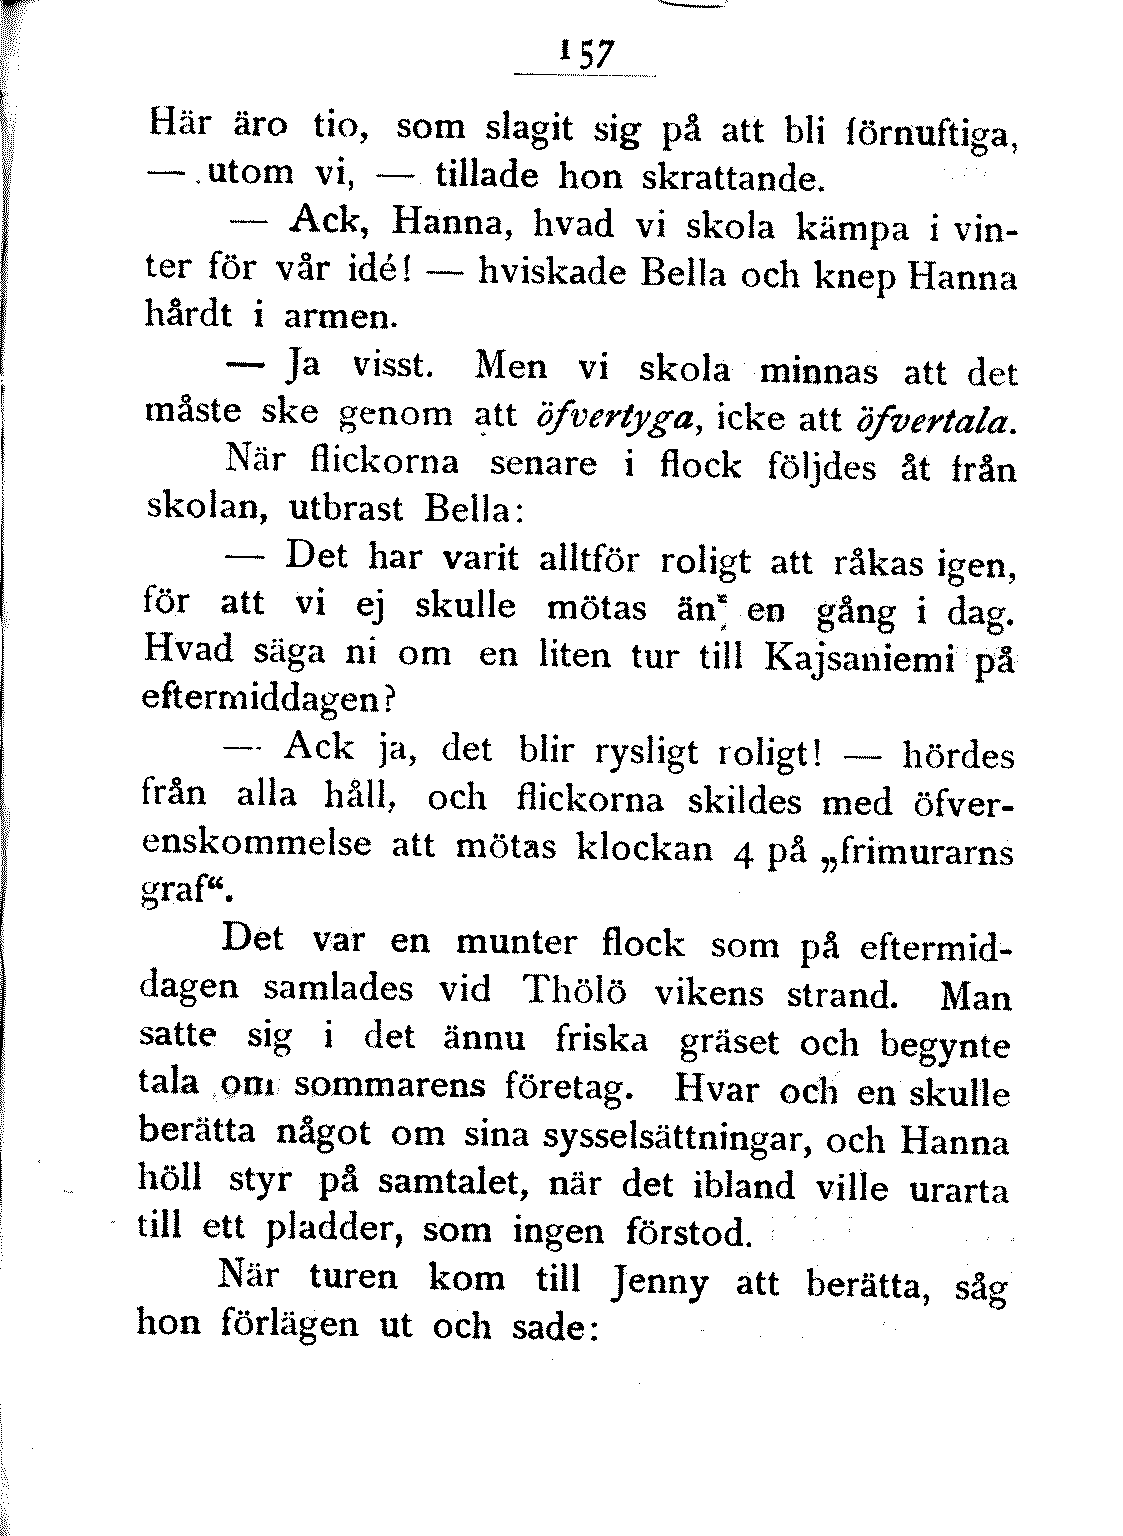 157
Här äro tio, som slagit sig på att bli förnuftiga,
— utom vi, — tillade hon skrattande.
— Ack, Hanna, hvad vi skola kämpa i vin-
ter för vår idé! — hviskade Bella och knep Hanna
hårdt i armen.
— Ja visst. Men vi skola minnas att det
måste ske genom att öfvertyga, icke att öfvertala.
När flickorna senare i flock följdes åt från
skolan, utbrast Bella:
— Det har varit alltför roligt att råkas igen,
för att vi ej skulle mötas än en gång i dag.
Hvad säga ni om en liten tur till Kajsaniemi på
eftermiddagen?
— Ack ja, det blir rysligt roligt! — hördes
från alla håll, och flickorna skildes med öfver-
enskommelse att mötas klockan 4 på „frimurarns
graf“.
Det var en munter flock som på eftermid-
dagen samlades vid Thölö vikens strand. Man
satte sig i det ännu friska gräset och begynte
tala om sommarens företag. Hvar och en skulle
berätta något om sina sysselsättningar, och Hanna
höll styr på samtalet, när det ibland ville urarta
till ett pladder, som ingen förstod.
När turen kom till Jenny att berätta, såg
hon förlägen ut och sade: